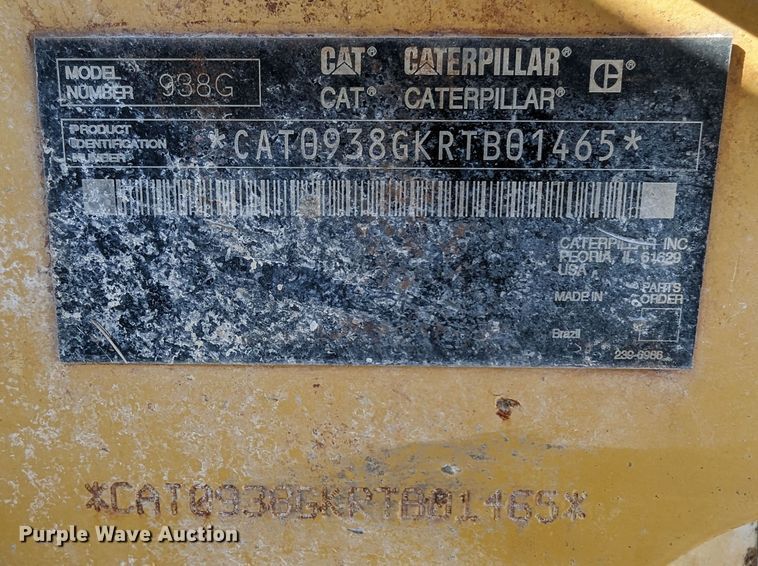 CAT® CATERPILLAR® C®
MODEL NUMBER 938G
CAT® CATERPILLAR®
PRODUCT IDENTIFICATION NUMBER
*CAT0938GKRTB01465*
CATERPILLAR INC.
PEORIA, IL 61629
USA
MADE IN
PARTS ORDER
Brazil
239-6986
*CAT0938GKRTB01465*
Purple Wave Auction